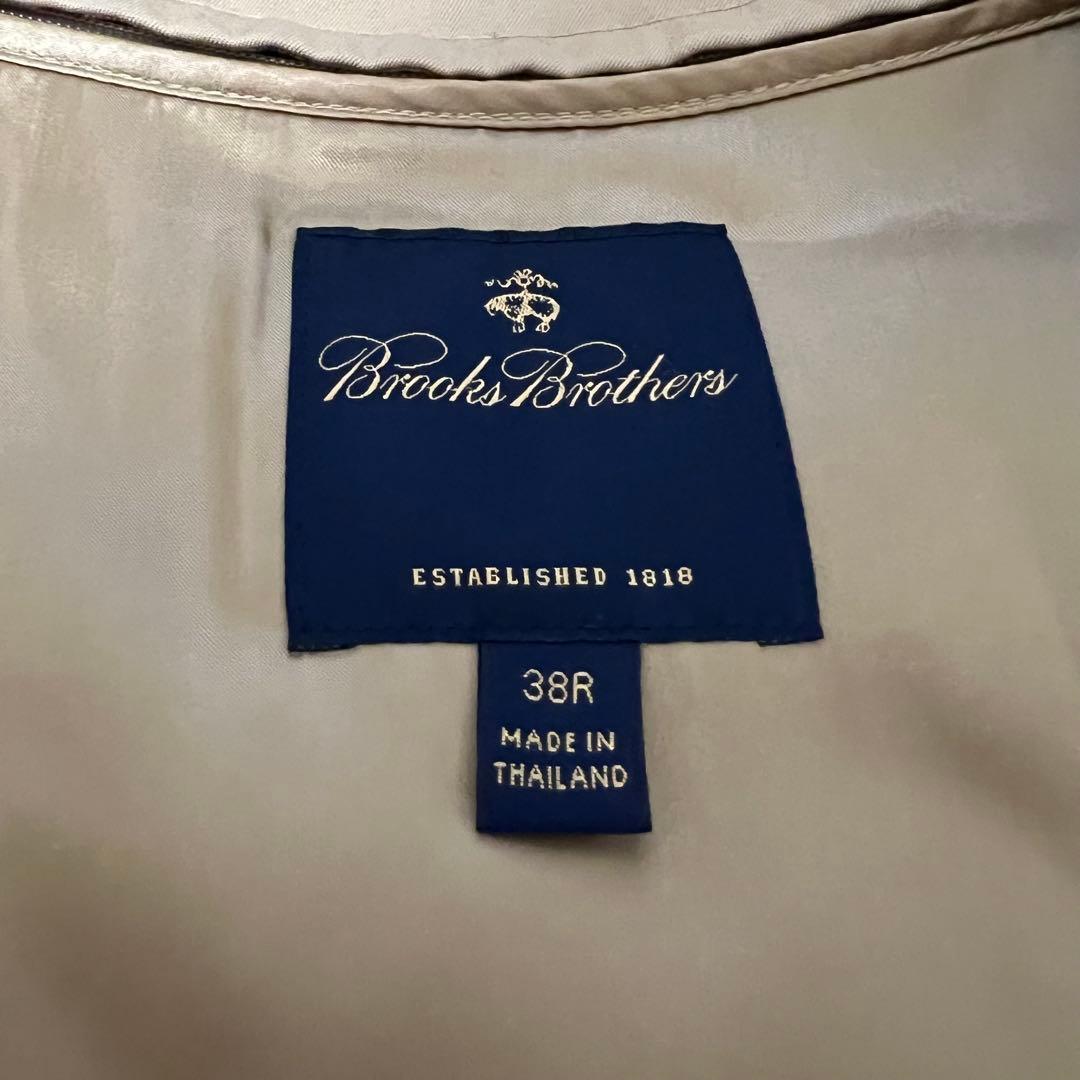 Brooks Brothers
ESTABLISHED 1818
38R
MADE IN
THAILAND